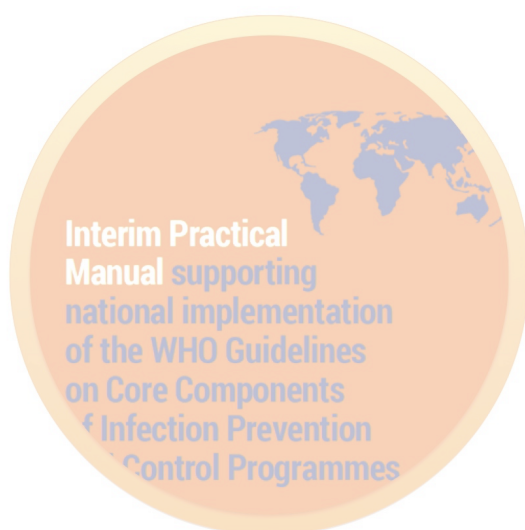 Interim Practical
Manual supporting
national implementation
of the WHO Guidelines
on Core Components
f Infection Prevention
Control Programmes